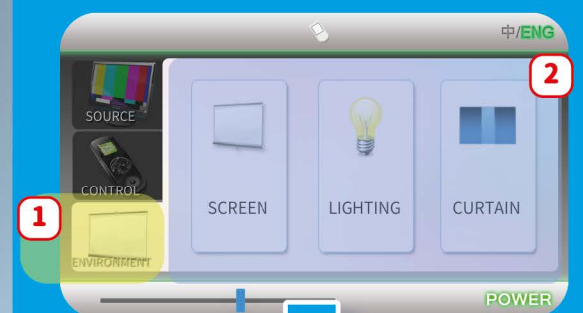 中/ENG
2
SOURCE
CONTROL
SCREEN
LIGHTING
CURTAIN
1
ENVIRONMENT
POWER